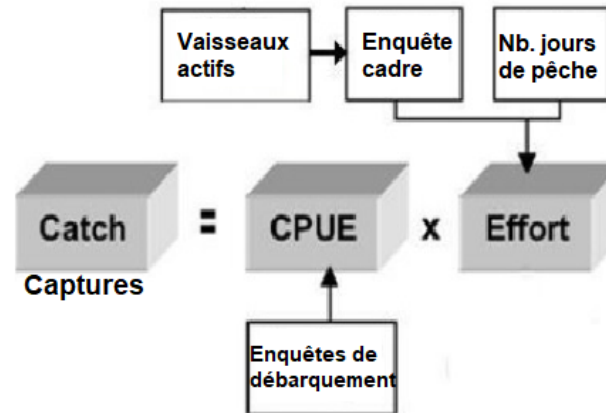 Vaisseaux
actifs
Enquête
cadre
Nb. jours
de pêche
Catch = CPUE x Effort
Captures
Enquêtes de
débarquement